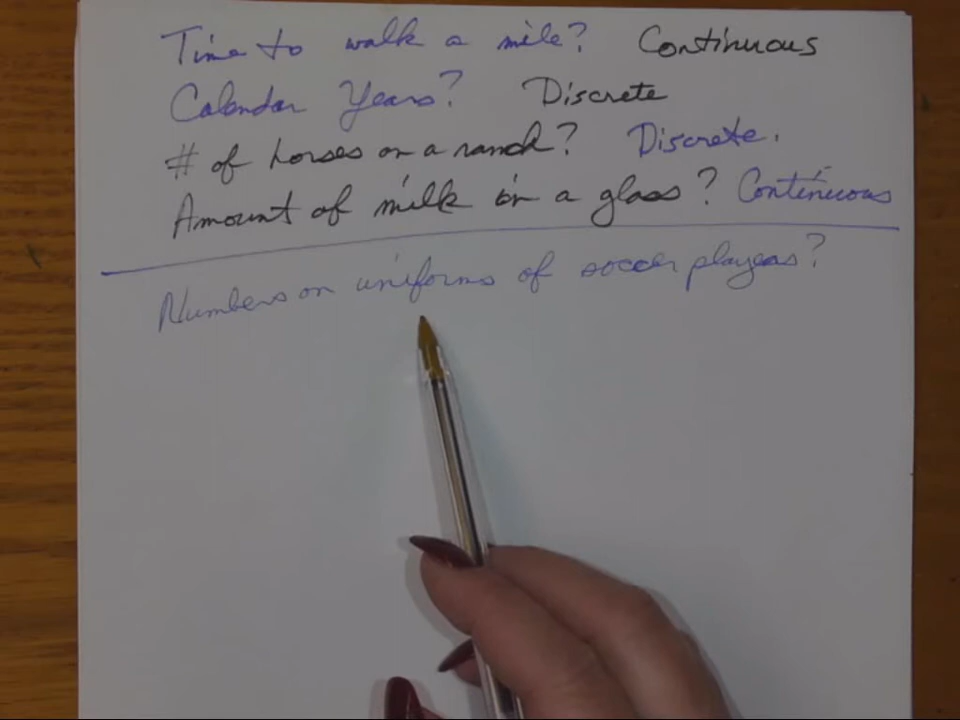 Time to walk a mile? Continuous
Calendar Years? Discrete
# of horses on a ranch? Discrete.
Amount of milk in a glass? Continuous
Numbers on uniforms of soccer players?